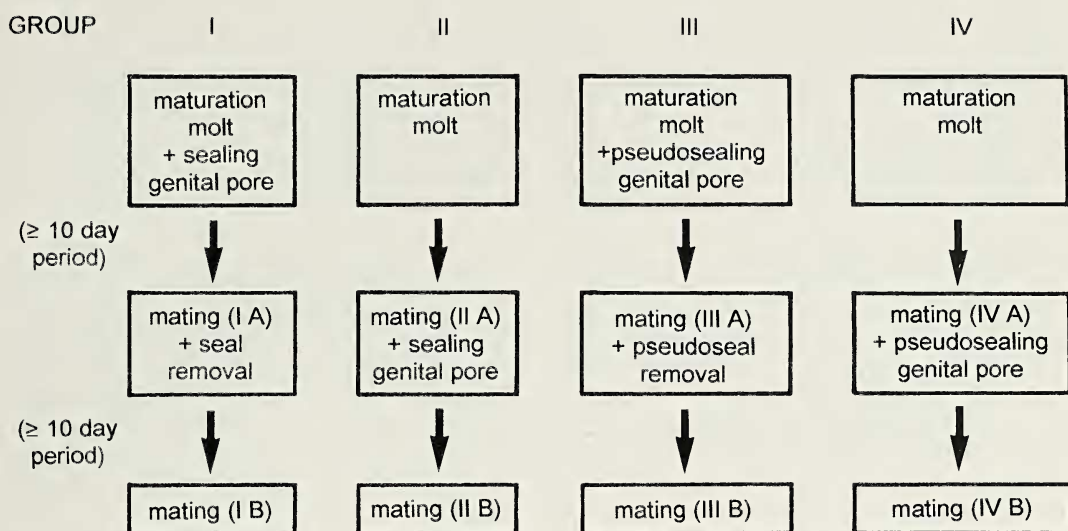 GROUP I II III IV
maturation
molt
+ sealing
genital pore
maturation
molt
maturation
molt
+pseudosealing
genital pore
maturation
molt
(≥ 10 day
period)
mating (I A)
+ seal
removal
mating (II A)
+ sealing
genital pore
mating (III A)
+ pseudoseal
removal
mating (IV A)
+ pseudosealing
genital pore
(≥ 10 day
period)
mating (I B)
mating (II B)
mating (III B)
mating (IV B)